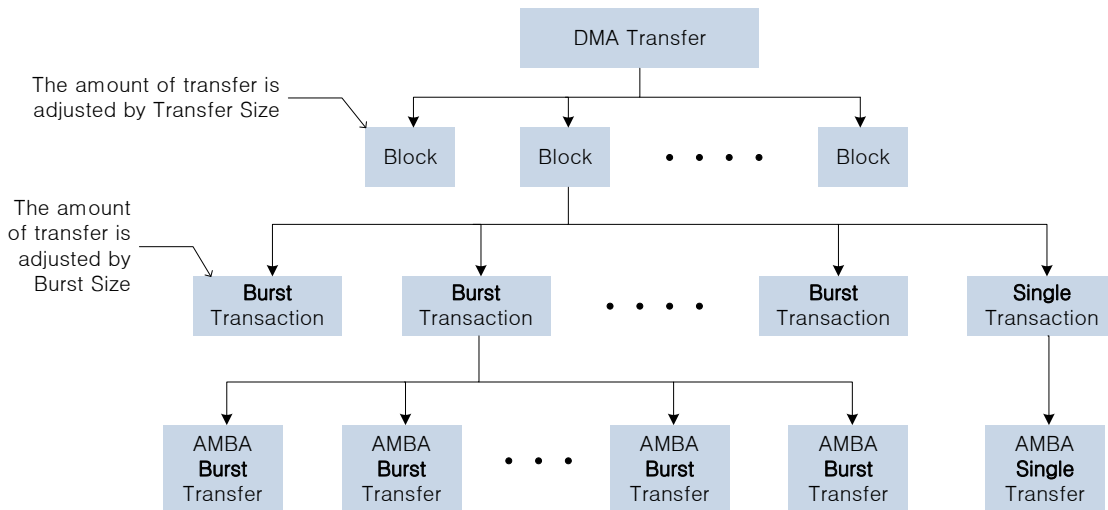 DMA Transfer
The amount of transfer is
adjusted by Transfer Size
Block
Block
Block
The amount
of transfer is
adjusted by
Burst Size
Burst
Transaction
Burst
Transaction
Burst
Transaction
Single
Transaction
AMBA
Burst
Transfer
AMBA
Burst
Transfer
AMBA
Burst
Transfer
AMBA
Burst
Transfer
AMBA
Single
Transfer